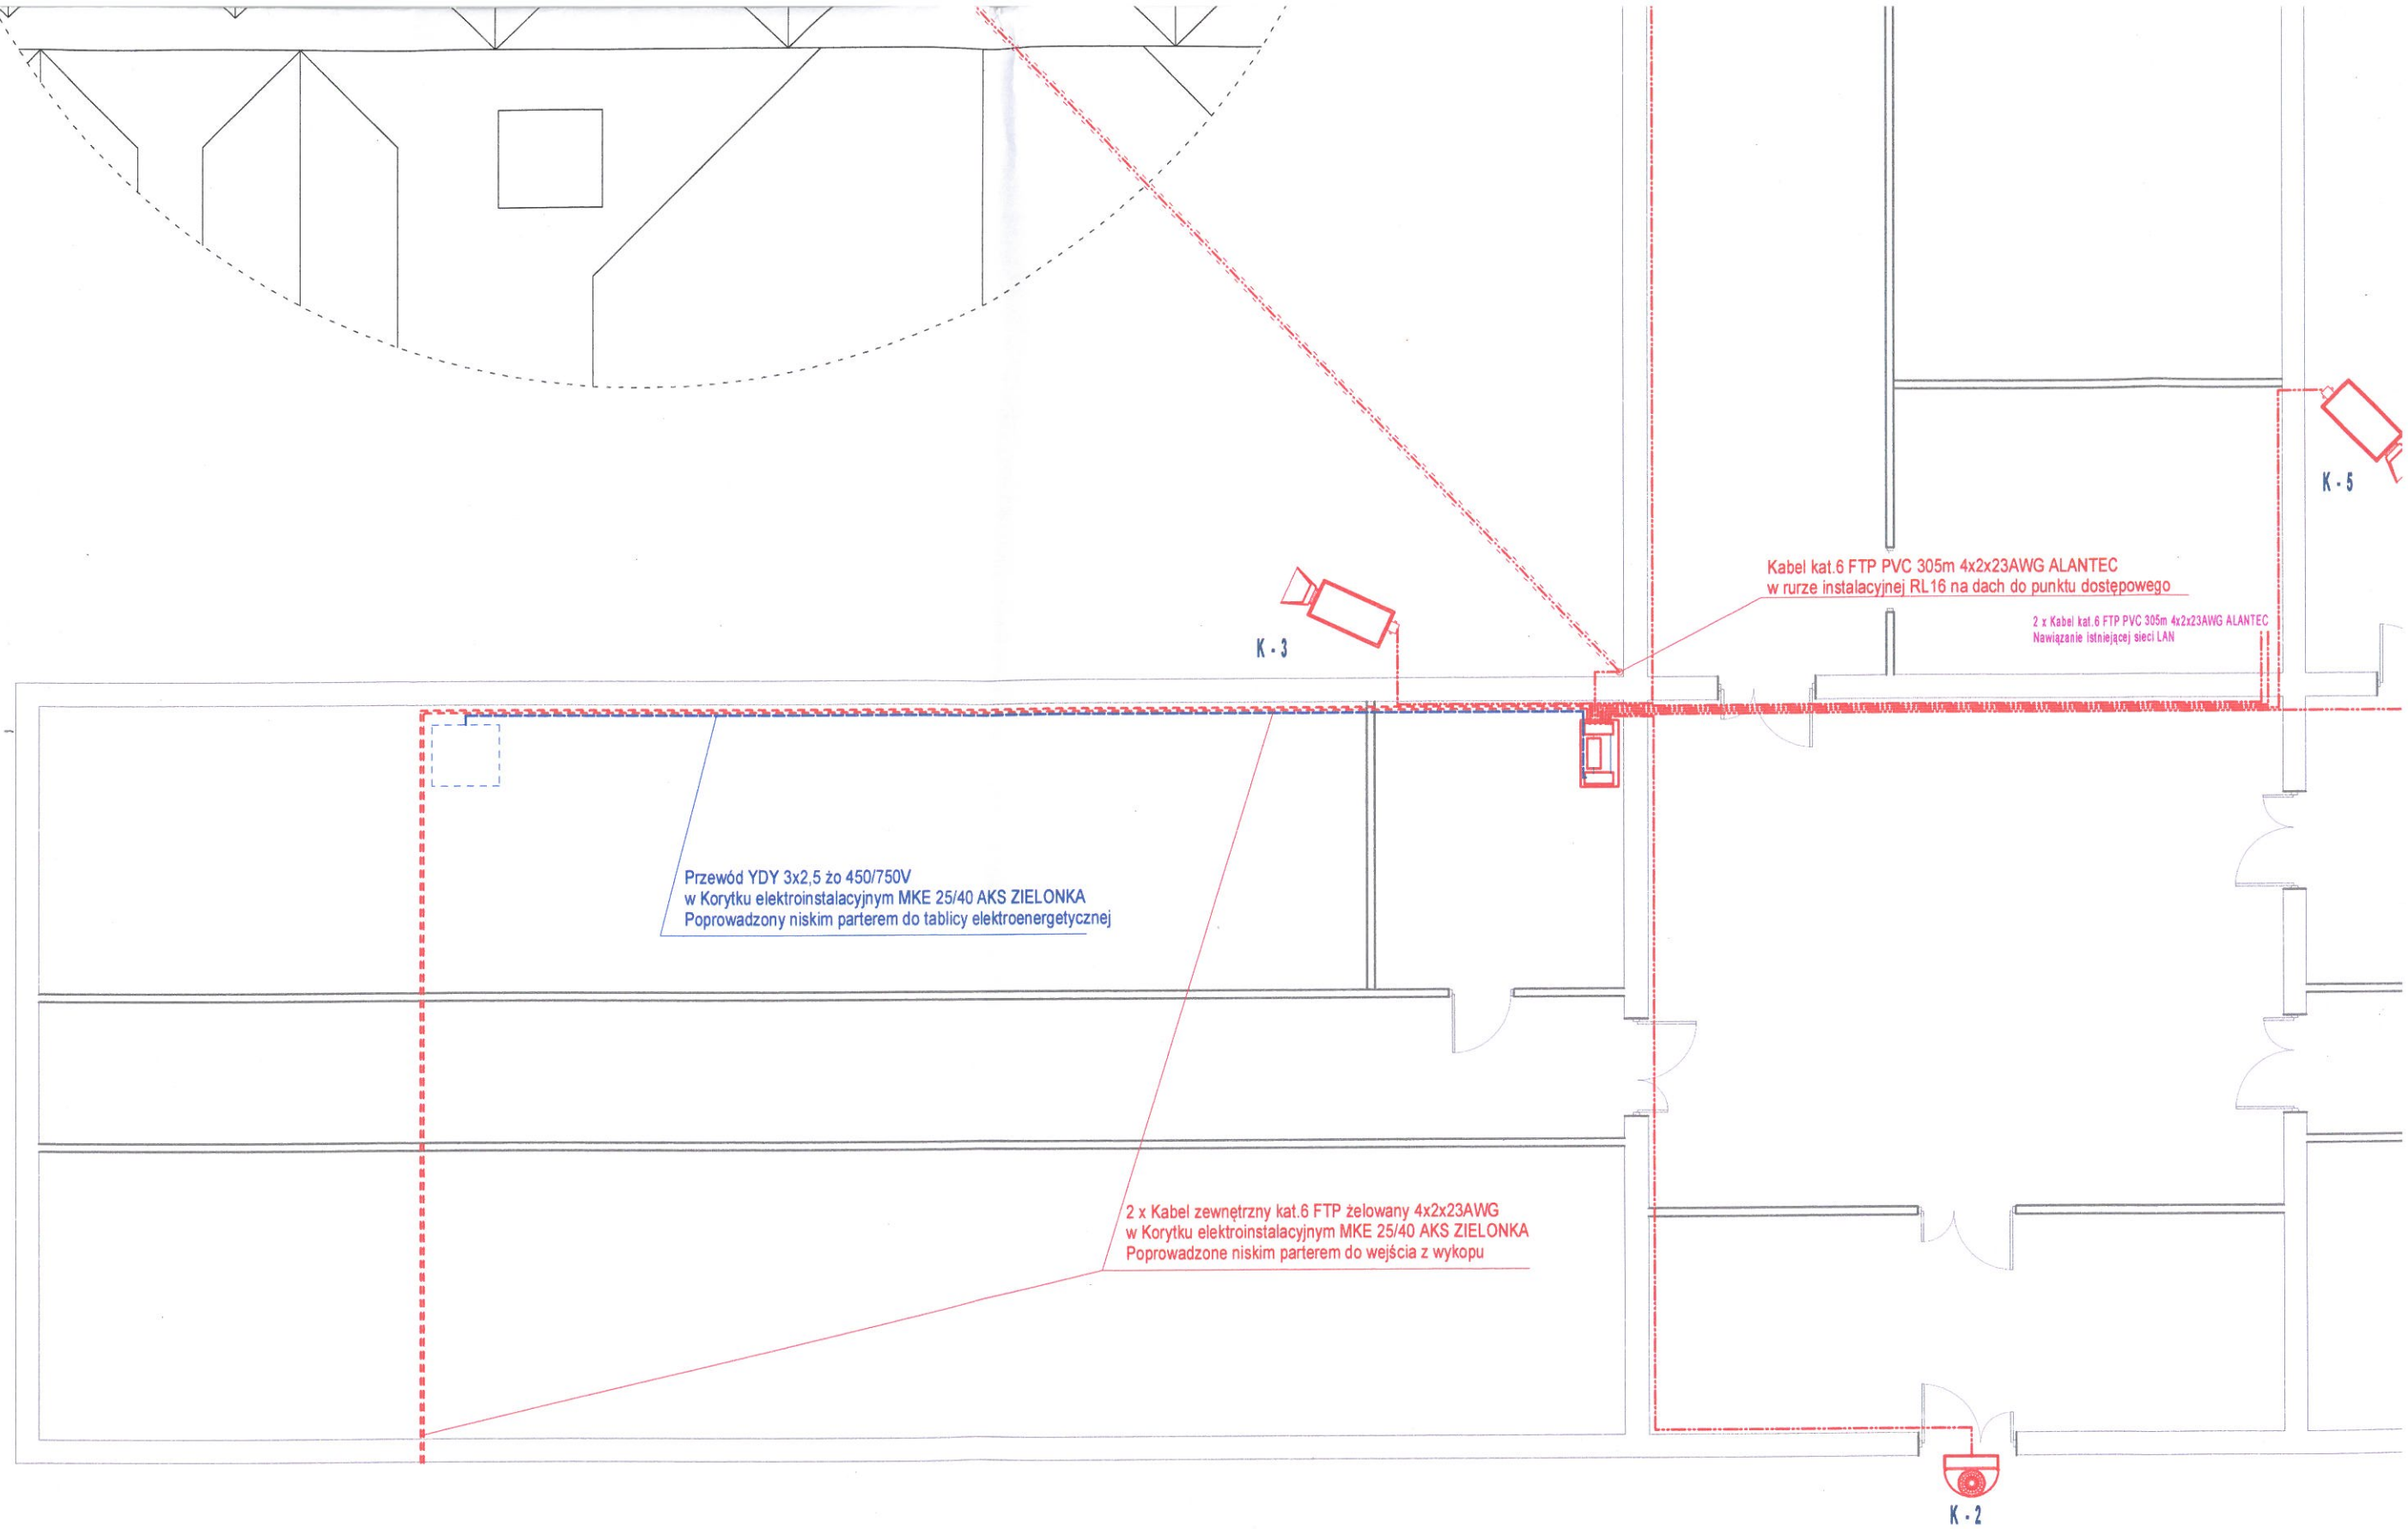 K - 5
Kabel kat.6 FTP PVC 305m 4x2x23AWG ALANTEC
w rurze instalacyjnej RL16 na dach do punktu dostępowego
2 x Kabel kat.6 FTP PVC 305m 4x2x23AWG ALANTEC
Nawiązanie istniejącej sieci LAN
K - 3
Przewód YDY 3x2,5 żo 450/750V
w Korytku elektroinstalacyjnym MKE 25/40 AKS ZIELONKA
Poprowadzony niskim parterem do tablicy elektroenergetycznej
2 x Kabel zewnętrzny kat.6 FTP żelowany 4x2x23AWG
w Korytku elektroinstalacyjnym MKE 25/40 AKS ZIELONKA
Poprowadzone niskim parterem do wejścia z wykopu
K - 2